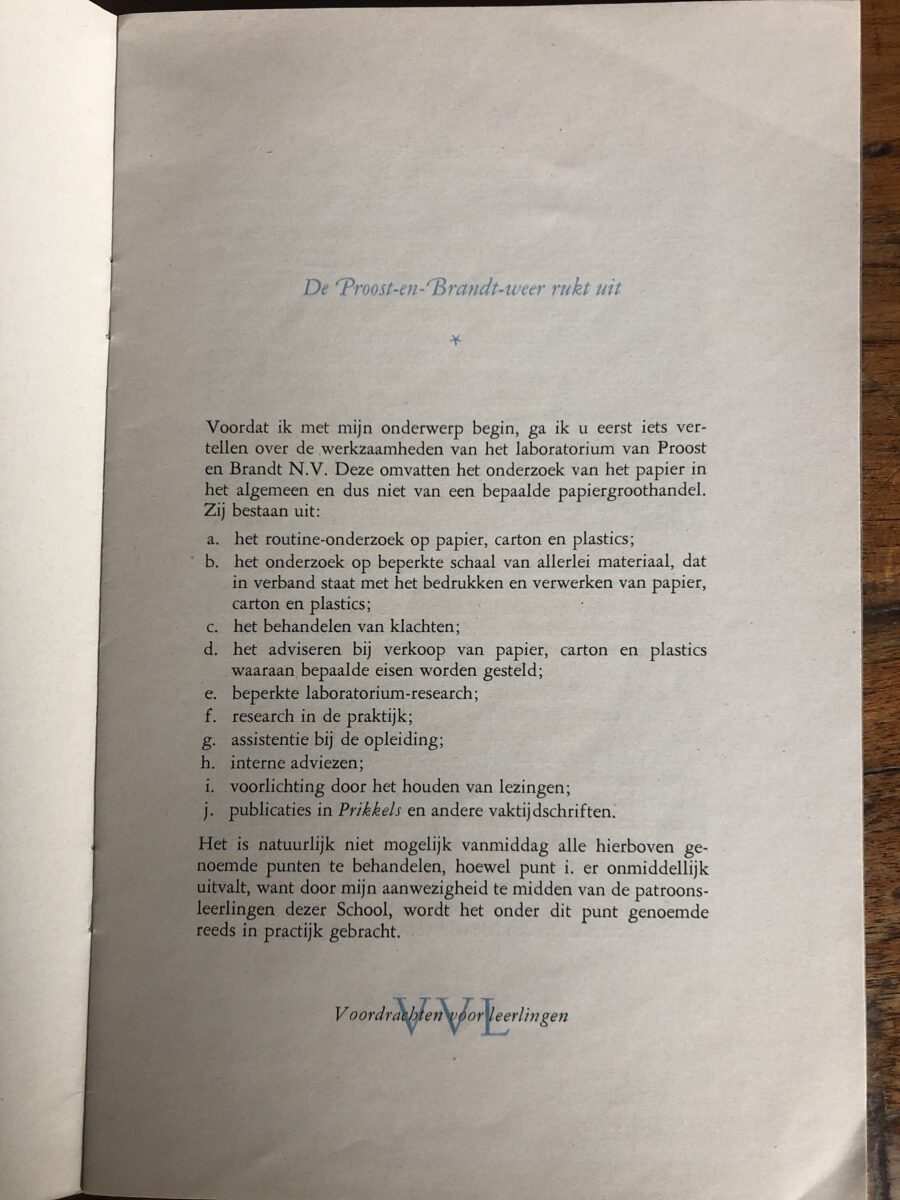 De Proost-en-Brandt-weer rukt uit
*
Voordat ik met mijn onderwerp begin, ga ik u eerst iets ver-
tellen over de werkzaamheden van het laboratorium van Proost
en Brandt N.V. Deze omvatten het onderzoek van het papier in
het algemeen en dus niet van een bepaalde papiergroothandel.
Zij bestaan uit:
a. het routine-onderzoek op papier, carton en plastics;
b. het onderzoek op beperkte schaal van allerlei materiaal, dat
in verband staat met het bedrukken en verwerken van papier,
carton en plastics;
c. het behandelen van klachten;
d. het adviseren bij verkoop van papier, carton en plastics
waaraan bepaalde eisen worden gesteld;
e. beperkte laboratorium-research;
f. research in de praktijk;
g. assistentie bij de opleiding;
h. interne adviezen;
i. voorlichting door het houden van lezingen;
j. publicaties in Prikkels en andere vaktijdschriften.
Het is natuurlijk niet mogelijk vanmiddag alle hierboven ge-
noemde punten te behandelen, hoewel punt i. er onmiddellijk
uitvalt, want door mijn aanwezigheid te midden van de patroons-
leerlingen dezer School, wordt het onder dit punt genoemde
reeds in practijk gebracht.
VVL
Voordrachten voor leerlingen